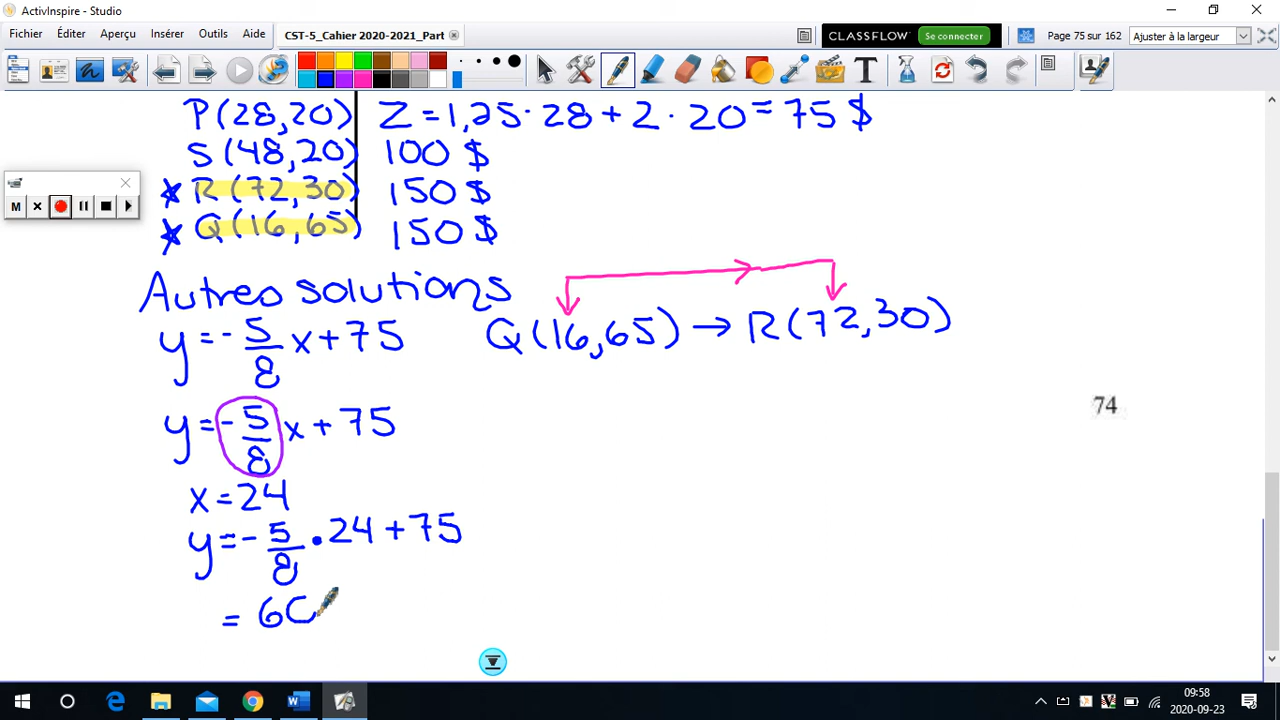 ActivInspire - Studio
Fichier Éditer Aperçu Insérer Outils Aide CST-5_Cahier 2020-2021_Part CLASSFLOW Se connecter Page 75 sur 162 Ajuster à la largeur
P(28,20) Z = 1,25 · 28 + 2 · 20 = 75 $
S (48,20) 100 $
R (72,30) 150 $
Q (16,65) 150 $
M
Autres solutions
y = - 5/8 x + 75 Q (16,65) → R (72,30)
y = - 5/8 x + 75
74
x = 24
y = - 5/8 • 24 + 75
= 60
09:58
2020-09-23